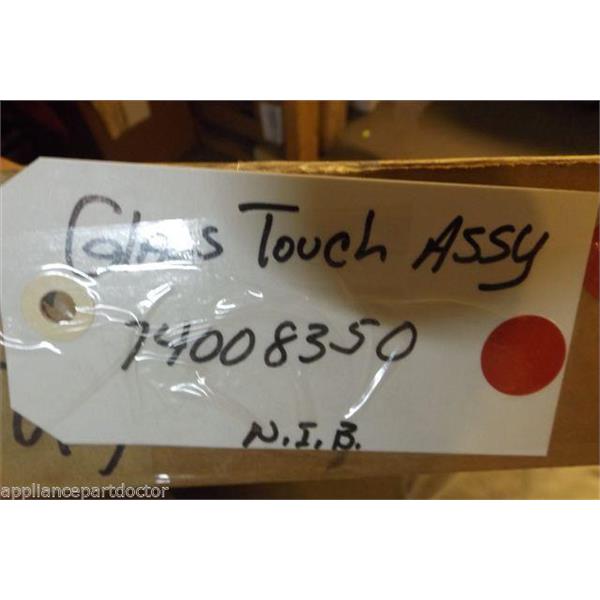 Glass Touch ASSY
74008350
N.I.B.
appliancepartdoctor